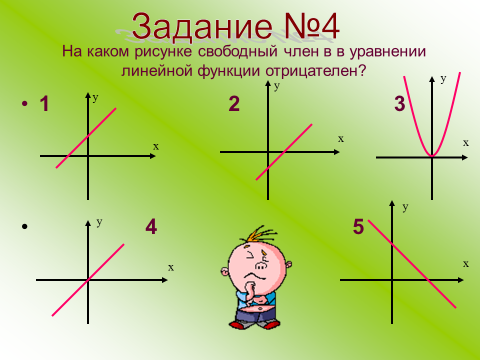 Задание №4
На каком рисунке свободный член в в уравнении
линейной функции отрицателен?
• 1 2 3
y y y
x x x
• 4 5
y y
x x